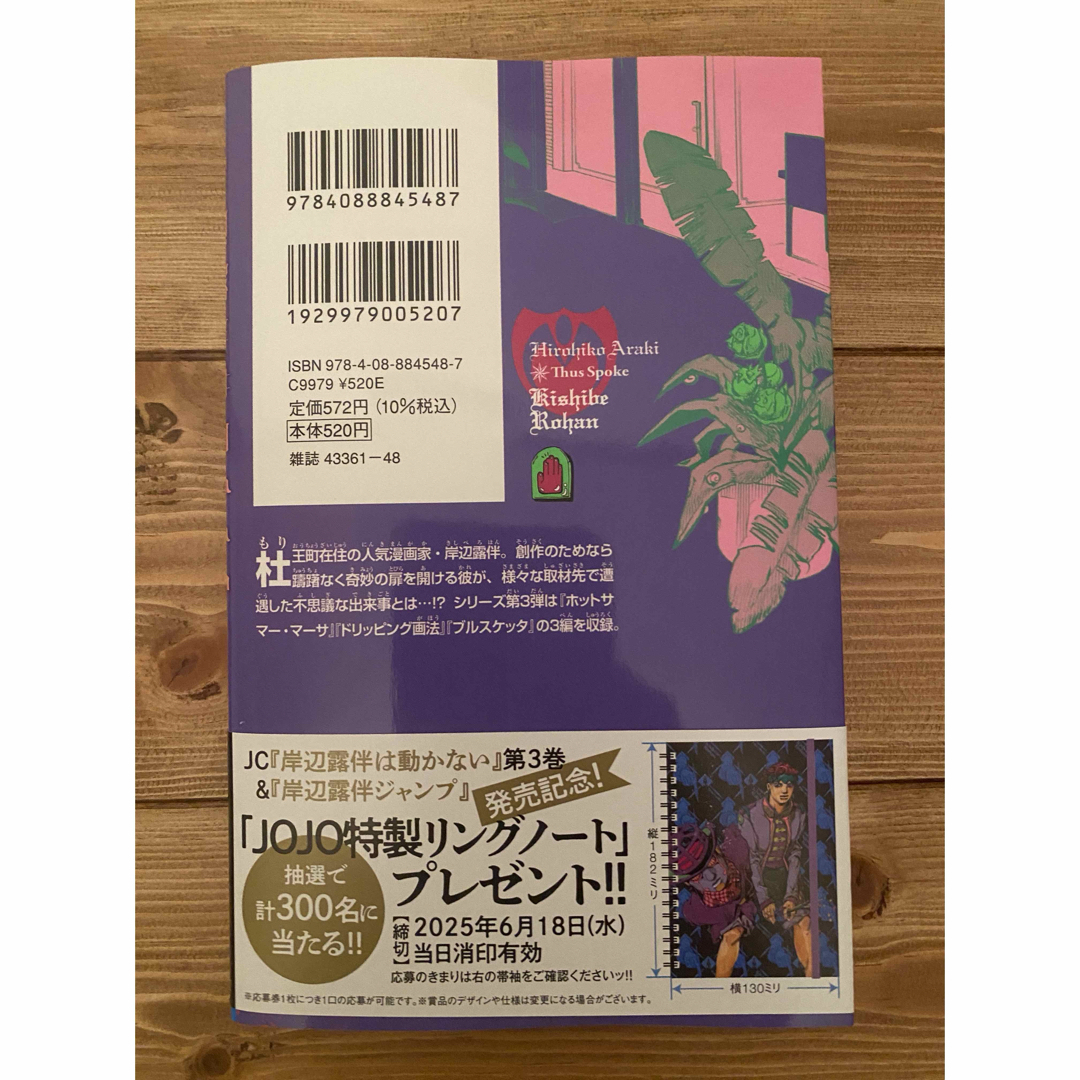 9784088845487
1929979005207
ISBN 978-4-08-884548-7
C9979 ¥520E
定価572円(10%税込)
本体520円
雑誌 43361-48
Hirohiko Araki
Thus Spoke
Kishibe
Rohan
杜王町在住の人気漫画家・岸辺露伴。創作のためなら
躊躇なく奇妙の扉を開ける彼が、様々な取材先で遭
遇した不思議な出来事とは…!? シリーズ第3弾は『ホットサ
マー・マーサ』『ドリッピング画法』『ブルスケッタ』の3編を収録。
JC『岸辺露伴は動かない』第3巻
&『岸辺露伴ジャンプ』
発売記念!
「JOJO特製リングノート」
プレゼント!!
抽選で
計300名に
当たる!!
【締切】2025年6月18日(水)
当日消印有効
応募のきまりは右の帯袖をご確認くださいッ!!
※応募券1枚につき1口の応募が可能です。※賞品のデザインや仕様は変更になる場合がございます。
縦182ミリ
横130ミリ